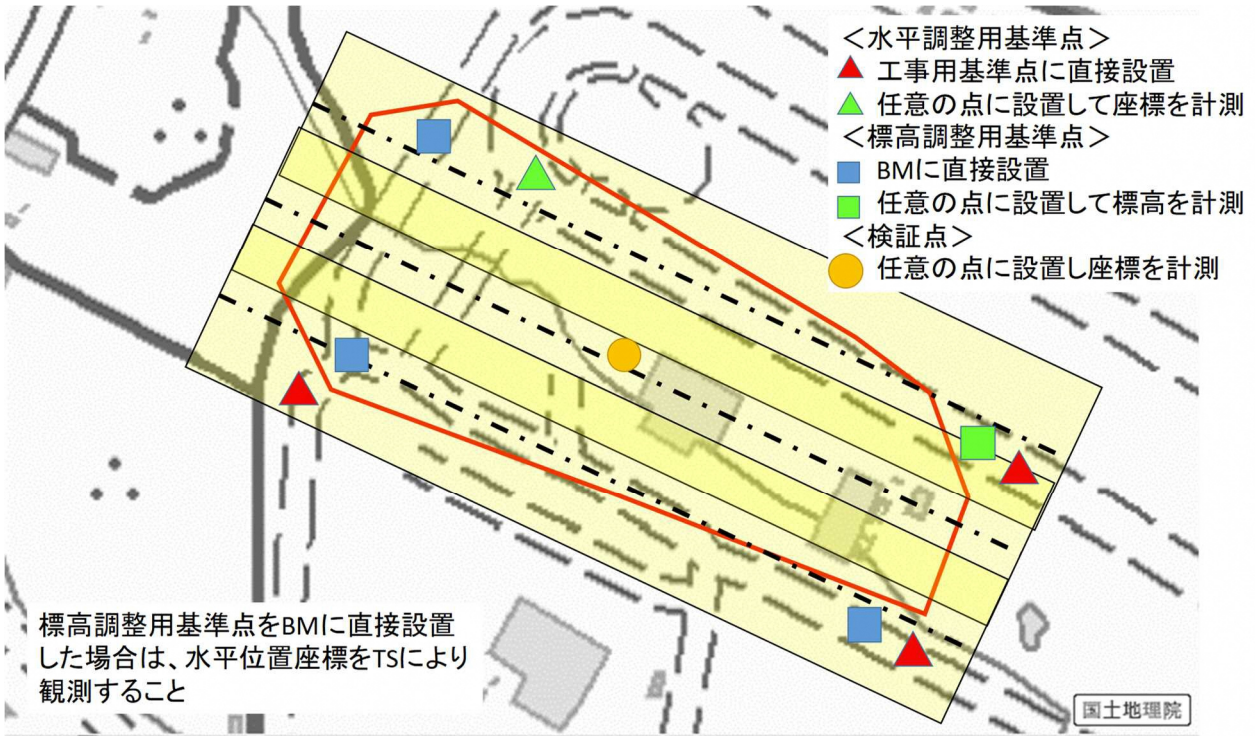 ＜水平調整用基準点＞
工事用基準点に直接設置
任意の点に設置して座標を計測
＜標高調整用基準点＞
BMに直接設置
任意の点に設置して標高を計測
＜検証点＞
任意の点に設置し座標を計測
標高調整用基準点をBMに直接設置
した場合は、水平位置座標をTSにより
観測すること
国土地理院